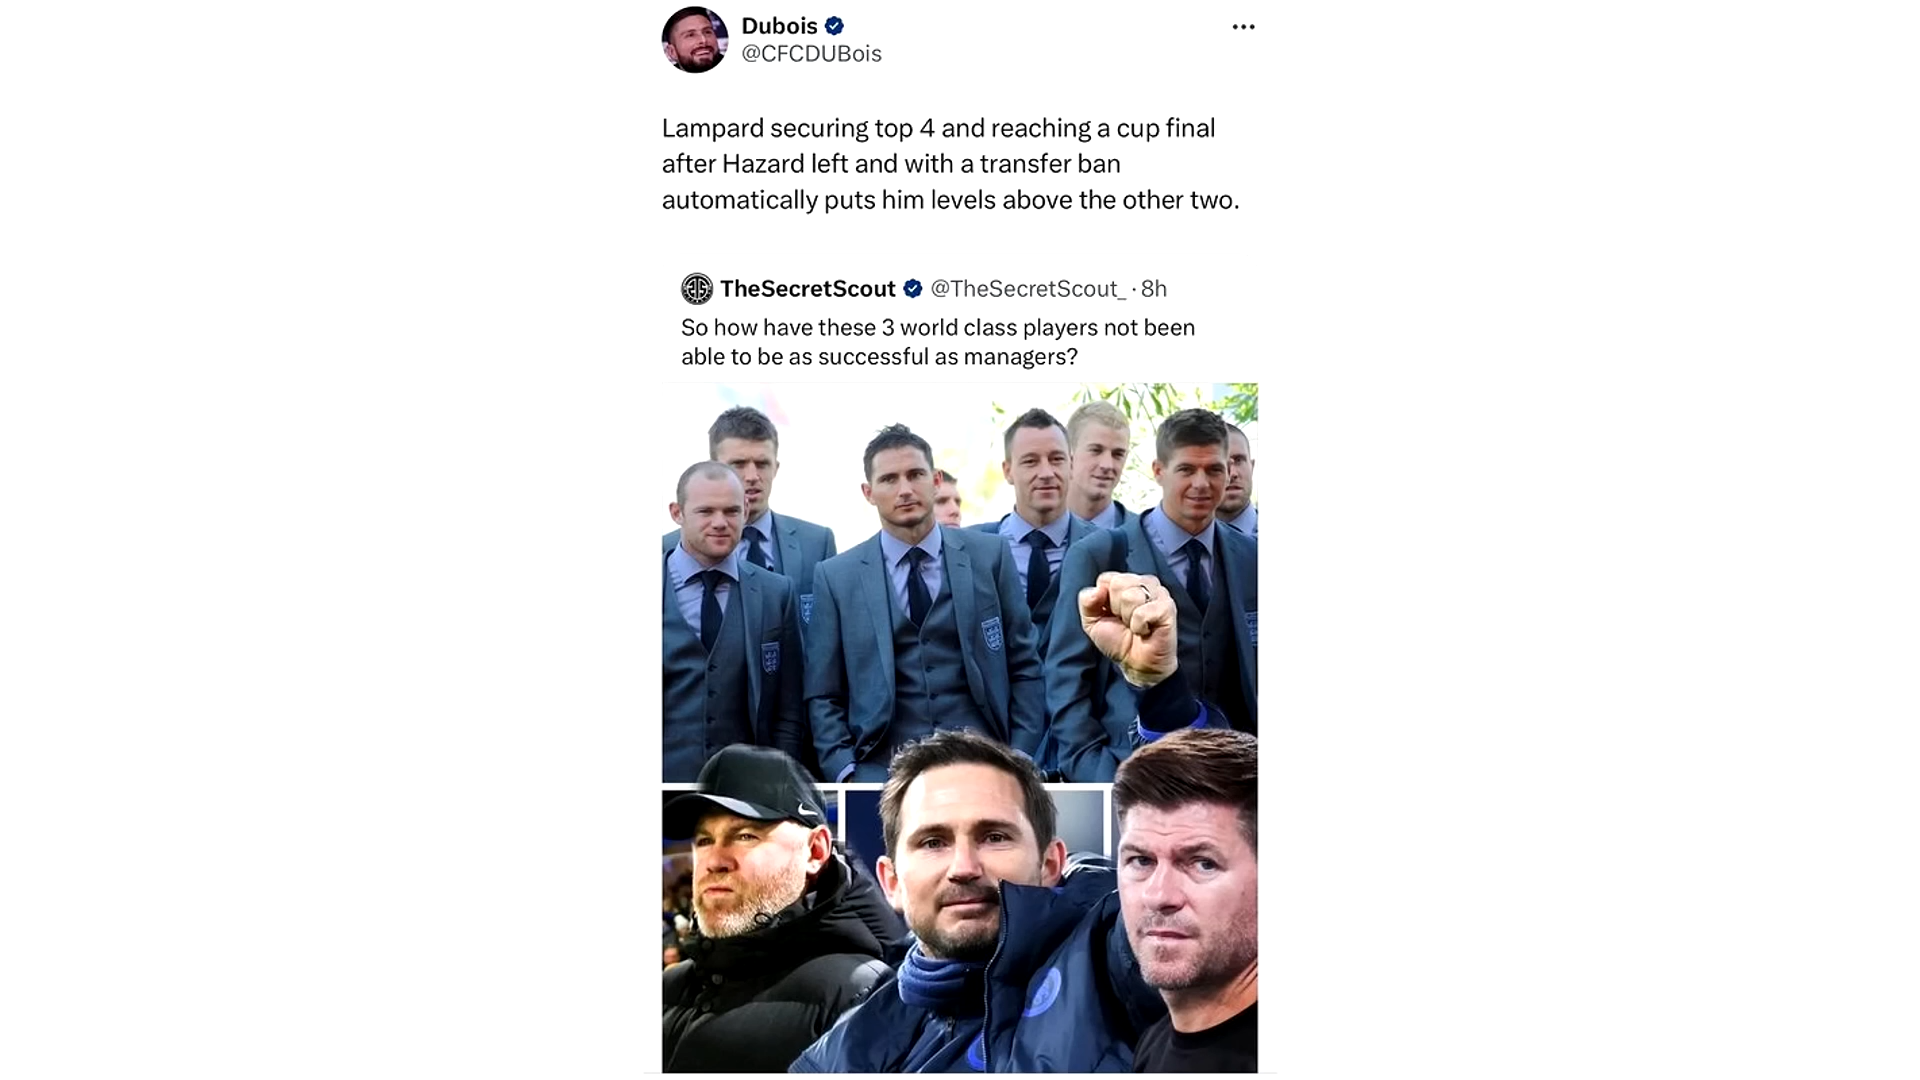 Dubois
@CFCDUBois
Lampard securing top 4 and reaching a cup final
after Hazard left and with a transfer ban
automatically puts him levels above the other two.
TheSecretScout @TheSecretScout_ · 8h
So how have these 3 world class players not been
able to be as successful as managers?